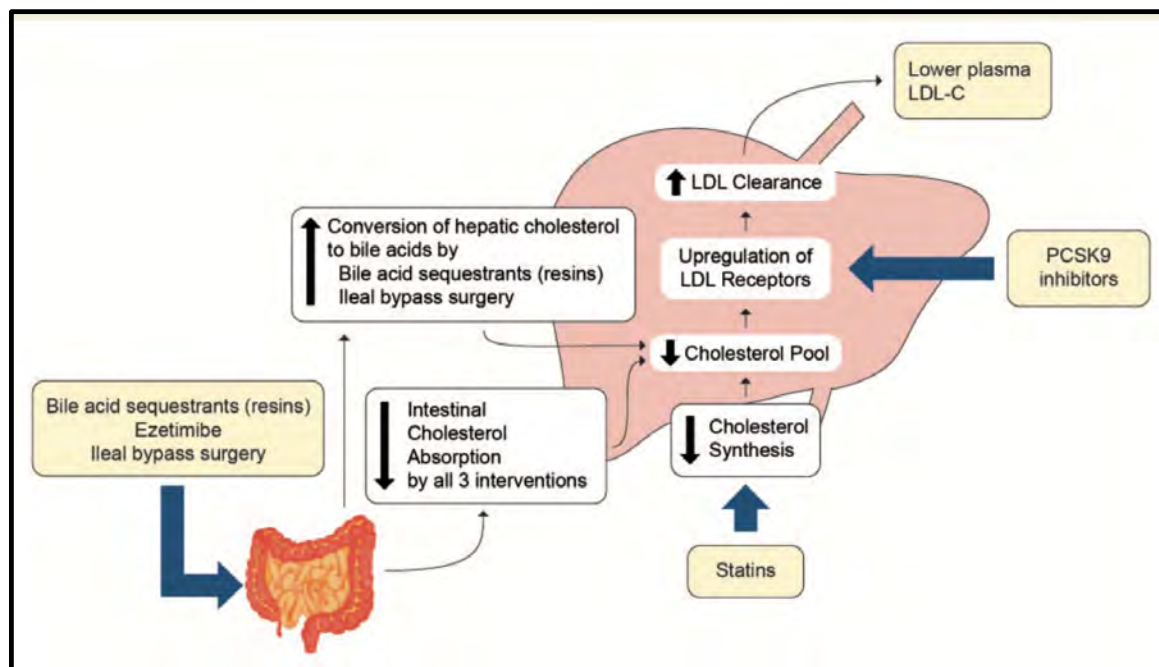 Lower plasma
LDL-C
LDL Clearance
Conversion of hepatic cholesterol
to bile acids by
Bile acid sequestrants (resins)
Ileal bypass surgery
Upregulation of
LDL Receptors
PCSK9
inhibitors
Cholesterol Pool
Bile acid sequestrants (resins)
Ezetimibe
Ileal bypass surgery
Intestinal
Cholesterol
Absorption
by all 3 interventions
Cholesterol
Synthesis
Statins